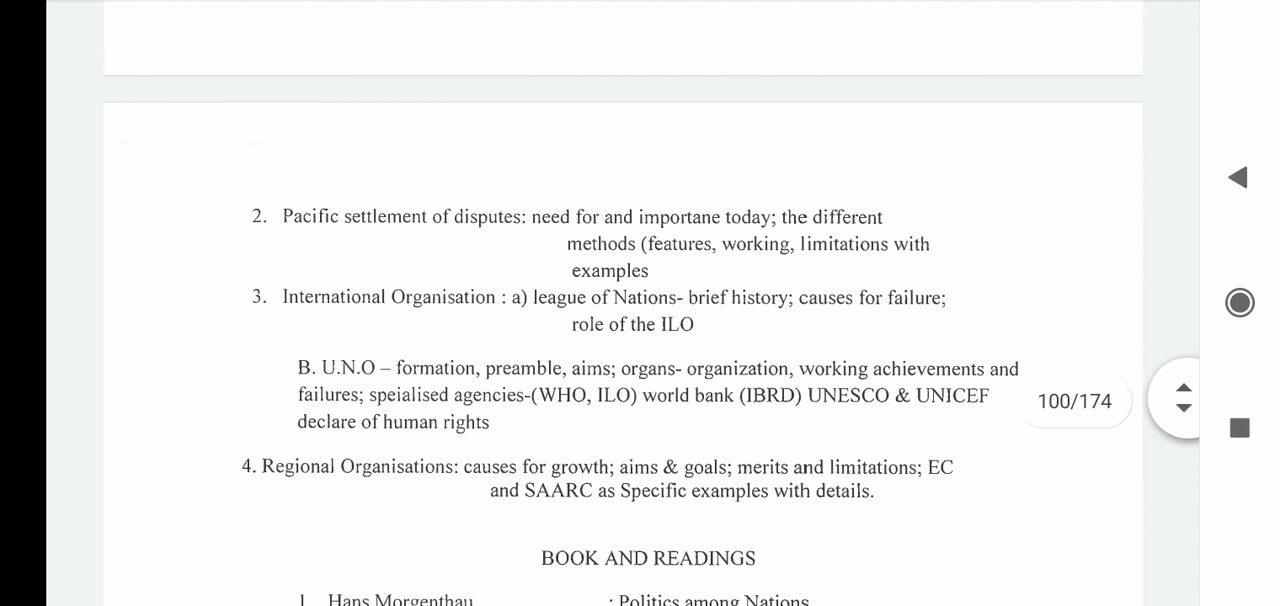 2. Pacific settlement of disputes: need for and importane today; the different
methods (features, working, limitations with
examples
3. International Organisation : a) league of Nations- brief history; causes for failure;
role of the ILO
B. U.N.O – formation, preamble, aims; organs- organization, working achievements and
failures; speialised agencies-(WHO, ILO) world bank (IBRD) UNESCO & UNICEF
declare of human rights
100/174
4. Regional Organisations: causes for growth; aims & goals; merits and limitations; EC
and SAARC as Specific examples with details.
BOOK AND READINGS
1. Hans Morgenthau : Politics among Nations